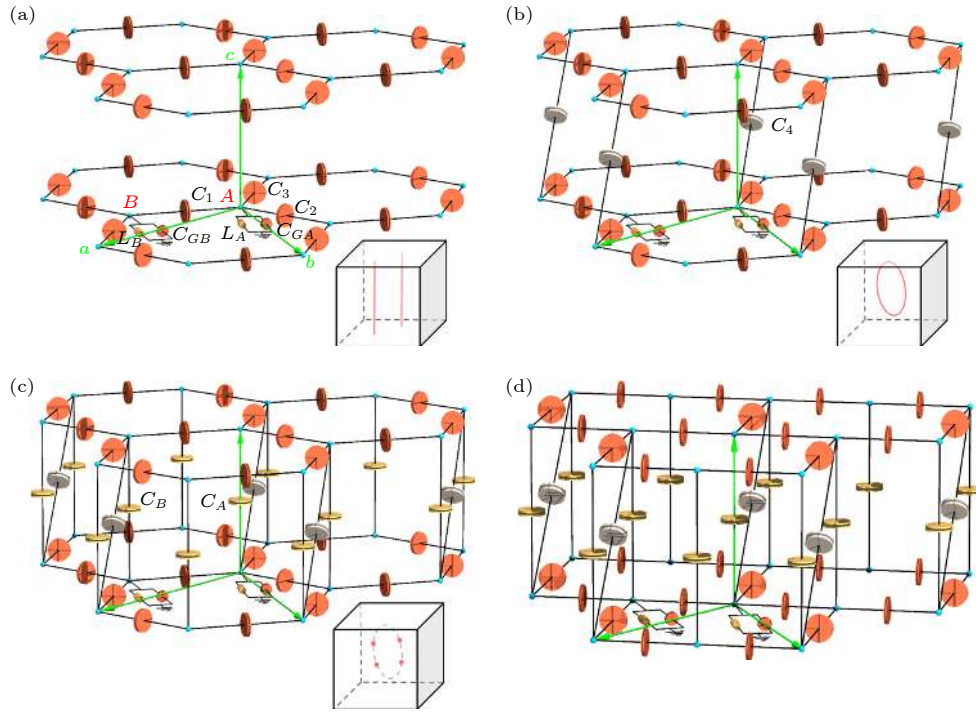 (a)
c
C1 A C3
B C2
LB CGB LA CGA
a
b
(b)
C4
(c)
CB CA
(d)